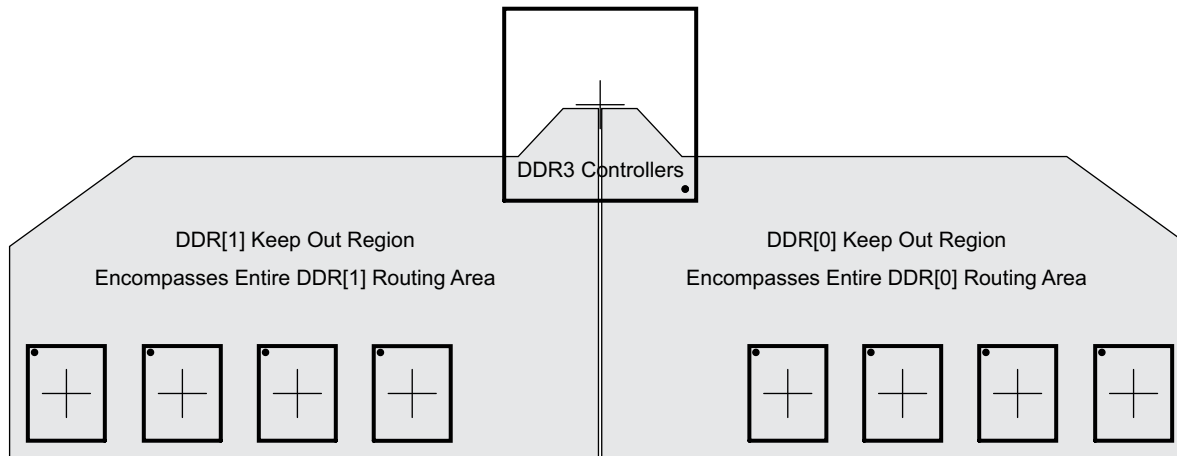 DDR3 Controllers
DDR[1] Keep Out Region
Encompasses Entire DDR[1] Routing Area
DDR[0] Keep Out Region
Encompasses Entire DDR[0] Routing Area